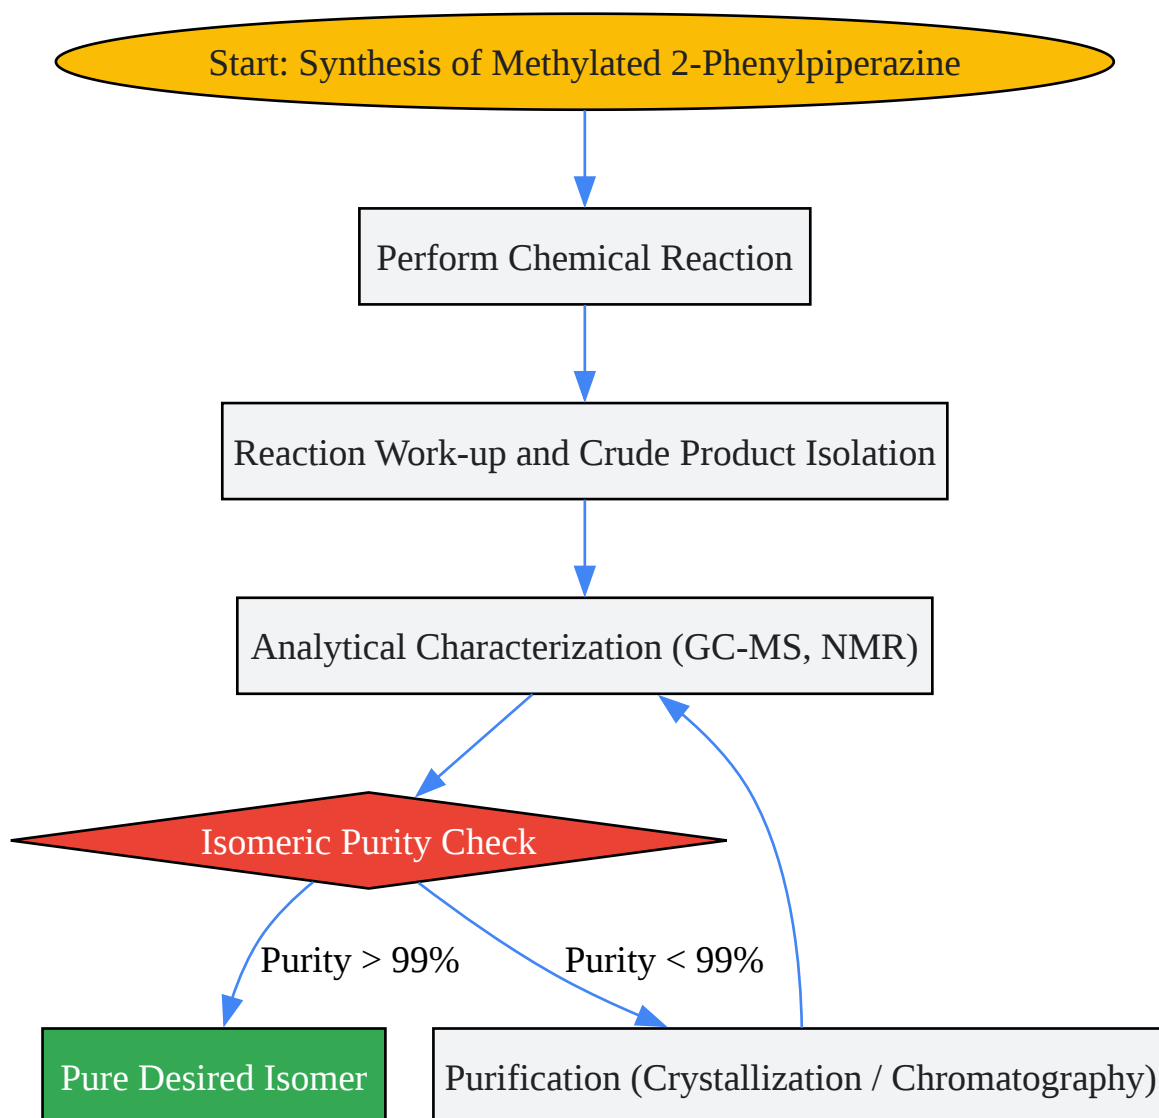 Start: Synthesis of Methylated 2-Phenylpiperazine
Perform Chemical Reaction
Reaction Work-up and Crude Product Isolation
Analytical Characterization (GC-MS, NMR)
Isomeric Purity Check
Purity > 99%
Purity < 99%
Pure Desired Isomer
Purification (Crystallization / Chromatography)